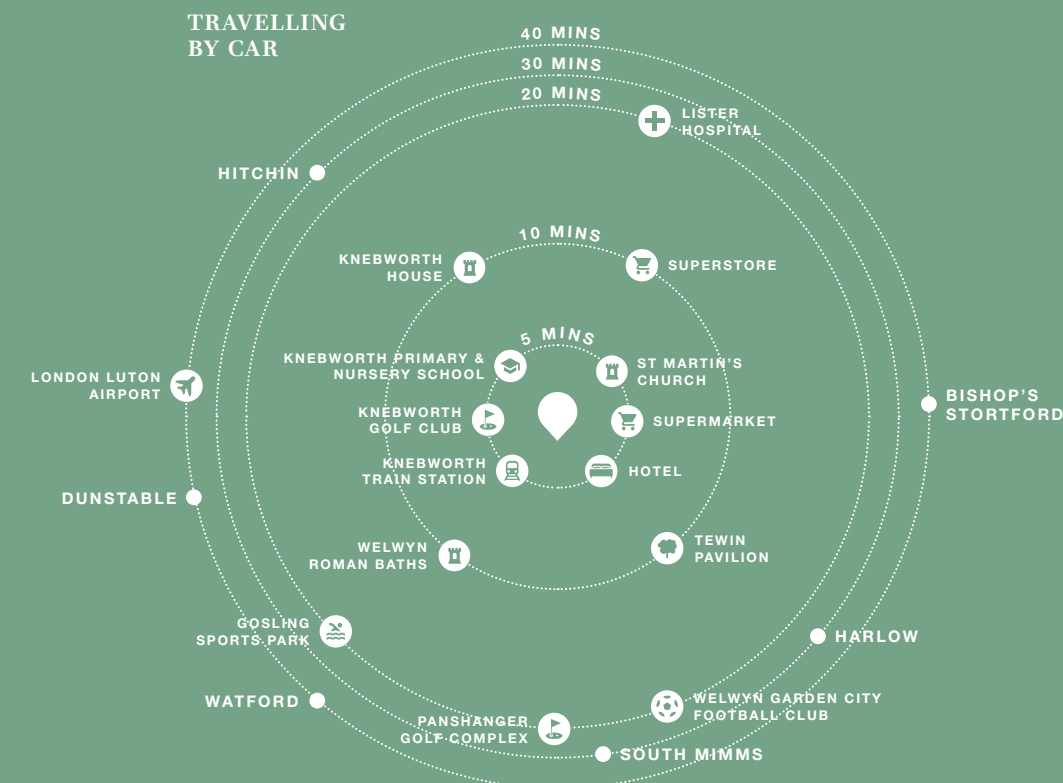 TRAVELLING
BY CAR
40 MINS
30 MINS
20 MINS
LISTER
HOSPITAL
HITCHIN
10 MINS
KNEBWORTH
HOUSE
SUPERSTORE
5 MINS
KNEBWORTH PRIMARY &
NURSERY SCHOOL
ST MARTIN'S
CHURCH
LONDON LUTON
AIRPORT
BISHOP'S
STORTFORD
KNEBWORTH
GOLF CLUB
SUPERMARKET
KNEBWORTH
TRAIN STATION
HOTEL
DUNSTABLE
WELWYN
ROMAN BATHS
TEWIN
PAVILION
GOSLING
SPORTS PARK
HARLOW
WATFORD
WELWYN GARDEN CITY
FOOTBALL CLUB
PANSHANGER
GOLF COMPLEX
SOUTH MIMMS